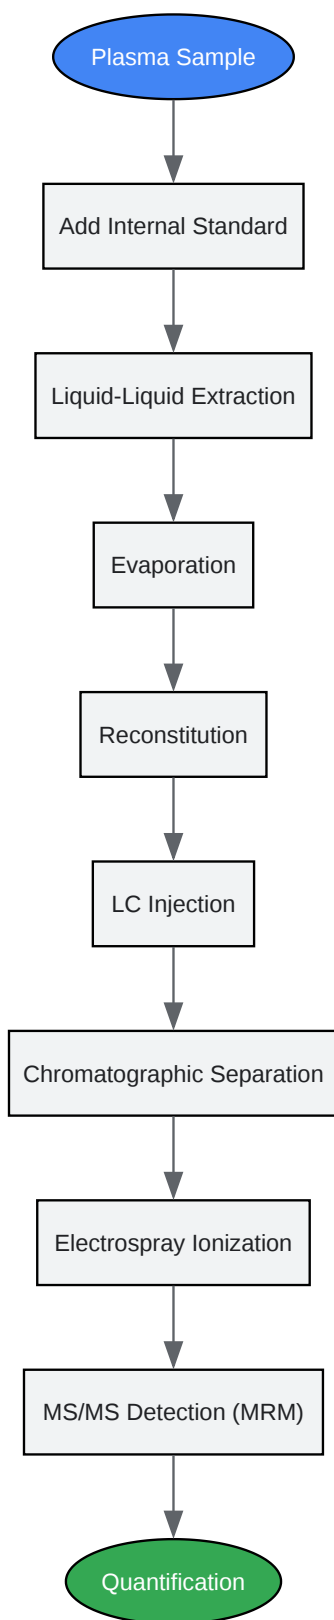 Plasma Sample
Add Internal Standard
Liquid-Liquid Extraction
Evaporation
Reconstitution
LC Injection
Chromatographic Separation
Electrospray Ionization
MS/MS Detection (MRM)
Quantification